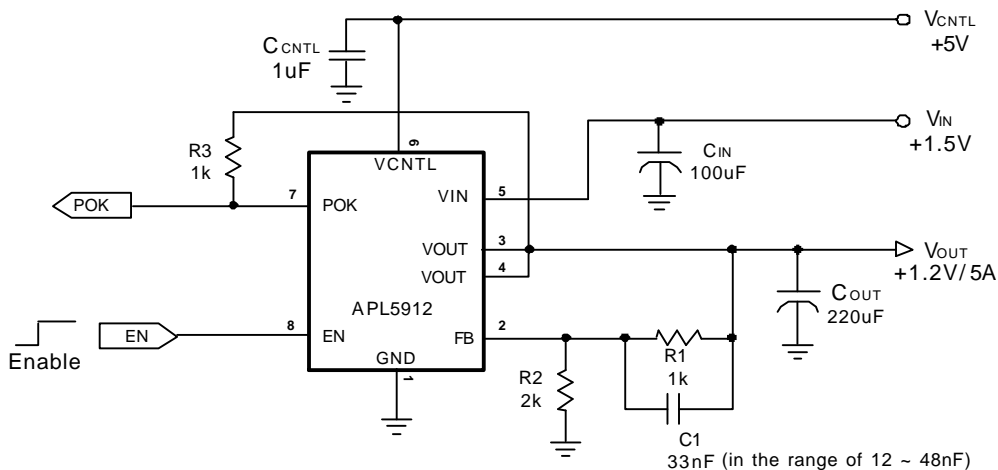 VCNTL
+5V
CCNTL
1uF
VIN
+1.5V
R3
1k
6
VCNTL
CIN
100uF
5
VIN
POK
7
POK
3
VOUT
VOUT
4
VOUT
+1.2V/5A
APL5912
COUT
220uF
Enable
EN
8
EN
2
FB
GND
1
R1
1k
R2
2k
C1
33nF (in the range of 12 ~ 48nF)